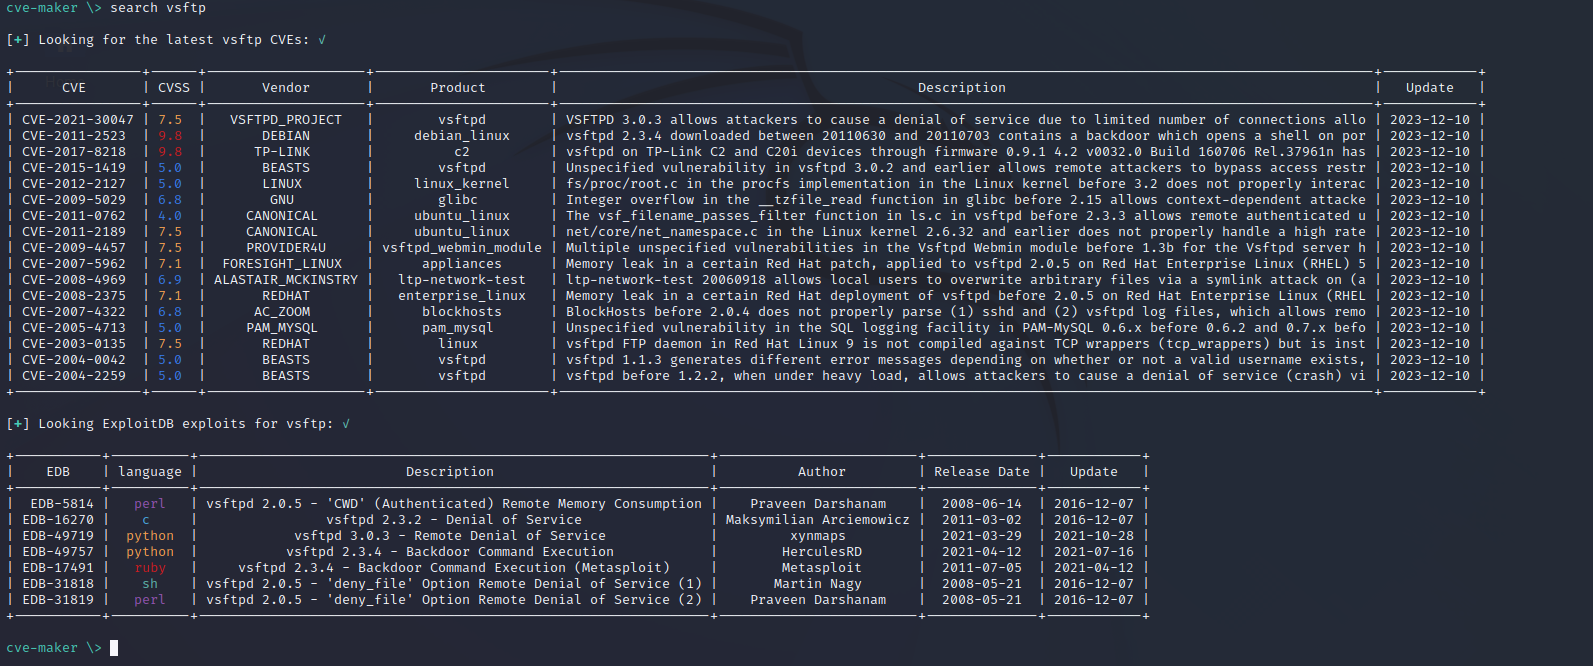 cve-maker \> search vsftp
[+] Looking for the latest vsftp CVEs: √
| CVE | CVSS | Vendor | Product | Description | Update |
| CVE-2021-30047 | 7.5 | VSFTPD_PROJECT | vsftpd | VSFTPD 3.0.3 allows attackers to cause a denial of service due to limited number of connections allo | 2023-12-10 |
| CVE-2011-2523 | 9.8 | DEBIAN | debian_linux | vsftpd 2.3.4 downloaded between 20110630 and 20110703 contains a backdoor which opens a shell on por | 2023-12-10 |
| CVE-2017-8218 | 9.8 | TP-LINK | c2 | vsftpd on TP-Link C2 and C20i devices through firmware 0.9.1 4.2 v0032.0 Build 160706 Rel.37961n has | 2023-12-10 |
| CVE-2015-1419 | 5.0 | BEASTS | vsftpd | Unspecified vulnerability in vsftpd 3.0.2 and earlier allows remote attackers to bypass access restr | 2023-12-10 |
| CVE-2012-2127 | 5.0 | LINUX | linux_kernel | fs/proc/root.c in the procfs implementation in the Linux kernel before 3.2 does not properly interac | 2023-12-10 |
| CVE-2009-5029 | 6.8 | GNU | glibc | Integer overflow in the __tzfile_read function in glibc before 2.15 allows context-dependent attacke | 2023-12-10 |
| CVE-2011-0762 | 4.0 | CANONICAL | ubuntu_linux | The vsf_filename_passes_filter function in ls.c in vsftpd before 2.3.3 allows remote authenticated u | 2023-12-10 |
| CVE-2011-2189 | 7.5 | CANONICAL | ubuntu_linux | net/core/net_namespace.c in the Linux kernel 2.6.32 and earlier does not properly handle a high rate | 2023-12-10 |
| CVE-2009-4457 | 7.5 | PROVIDER4U | vsftpd_webmin_module | Multiple unspecified vulnerabilities in the Vsftpd Webmin module before 1.3b for the Vsftpd server h | 2023-12-10 |
| CVE-2007-5962 | 7.1 | FORESIGHT_LINUX | appliances | Memory leak in a certain Red Hat patch, applied to vsftpd 2.0.5 on Red Hat Enterprise Linux (RHEL) 5 | 2023-12-10 |
| CVE-2008-4969 | 6.9 | ALASTAIR_MCKINSTRY | ltp-network-test | ltp-network-test 20060918 allows local users to overwrite arbitrary files via a symlink attack on (a | 2023-12-10 |
| CVE-2008-2375 | 7.1 | REDHAT | enterprise_linux | Memory leak in a certain Red Hat deployment of vsftpd before 2.0.5 on Red Hat Enterprise Linux (RHEL | 2023-12-10 |
| CVE-2007-4322 | 6.8 | AC_ZOOM | blockhosts | BlockHosts before 2.0.4 does not properly parse (1) sshd and (2) vsftpd log files, which allows remo | 2023-12-10 |
| CVE-2005-4713 | 5.0 | PAM_MYSQL | pam_mysql | Unspecified vulnerability in the SQL logging facility in PAM-MySQL 0.6.x before 0.6.2 and 0.7.x befo | 2023-12-10 |
| CVE-2003-0135 | 7.5 | REDHAT | linux | vsftpd FTP daemon in Red Hat Linux 9 is not compiled against TCP wrappers (tcp_wrappers) but is inst | 2023-12-10 |
| CVE-2004-0042 | 5.0 | BEASTS | vsftpd | vsftpd 1.1.3 generates different error messages depending on whether or not a valid username exists, | 2023-12-10 |
| CVE-2004-2259 | 5.0 | BEASTS | vsftpd | vsftpd before 1.2.2, when under heavy load, allows attackers to cause a denial of service (crash) vi | 2023-12-10 |
[+] Looking ExploitDB exploits for vsftp: √
| EDB | language | Description | Author | Release Date | Update |
| EDB-5814 | perl | vsftpd 2.0.5 - 'CWD' (Authenticated) Remote Memory Consumption | Praveen Darshanam | 2008-06-14 | 2016-12-07 |
| EDB-16270 | c | vsftpd 2.3.2 - Denial of Service | Maksymilian Arciemowicz | 2011-03-02 | 2016-12-07 |
| EDB-49719 | python | vsftpd 3.0.3 - Remote Denial of Service | xynmaps | 2021-03-29 | 2021-10-28 |
| EDB-49757 | python | vsftpd 2.3.4 - Backdoor Command Execution | HerculesRD | 2021-04-12 | 2021-07-16 |
| EDB-17491 | ruby | vsftpd 2.3.4 - Backdoor Command Execution (Metasploit) | Metasploit | 2011-07-05 | 2021-04-12 |
| EDB-31818 | sh | vsftpd 2.0.5 - 'deny_file' Option Remote Denial of Service (1) | Martin Nagy | 2008-05-21 | 2016-12-07 |
| EDB-31819 | perl | vsftpd 2.0.5 - 'deny_file' Option Remote Denial of Service (2) | Praveen Darshanam | 2008-05-21 | 2016-12-07 |
cve-maker \>